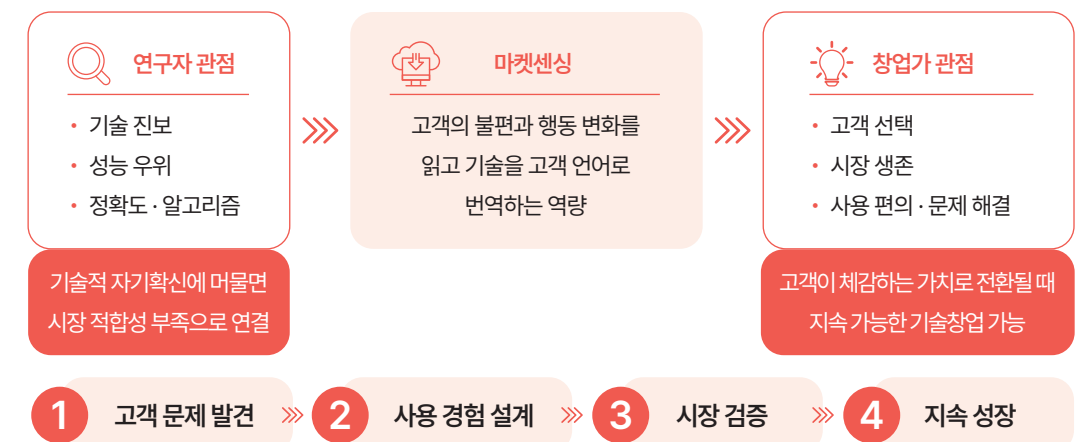 연구자 관점
• 기술 진보
• 성능 우위
• 정확도 · 알고리즘
기술적 자기확신에 머물면
시장 적합성 부족으로 연결
마켓센싱
고객의 불편과 행동 변화를
읽고 기술을 고객 언어로
번역하는 역량
창업가 관점
• 고객 선택
• 시장 생존
• 사용 편의 · 문제 해결
고객이 체감하는 가치로 전환될 때
지속 가능한 기술창업 가능
1 고객 문제 발견
2 사용 경험 설계
3 시장 검증
4 지속 성장